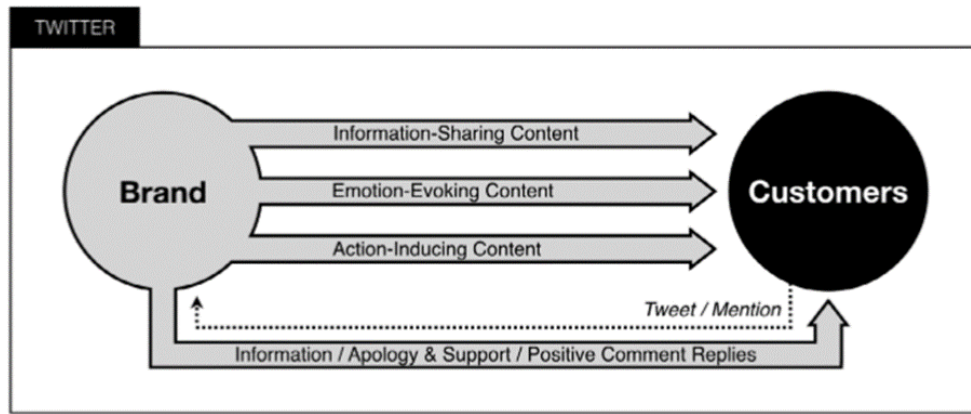 TWITTER
Information-Sharing Content
Brand
Emotion-Evoking Content
Customers
Action-Inducing Content
Tweet / Mention
Information / Apology & Support / Positive Comment Replies